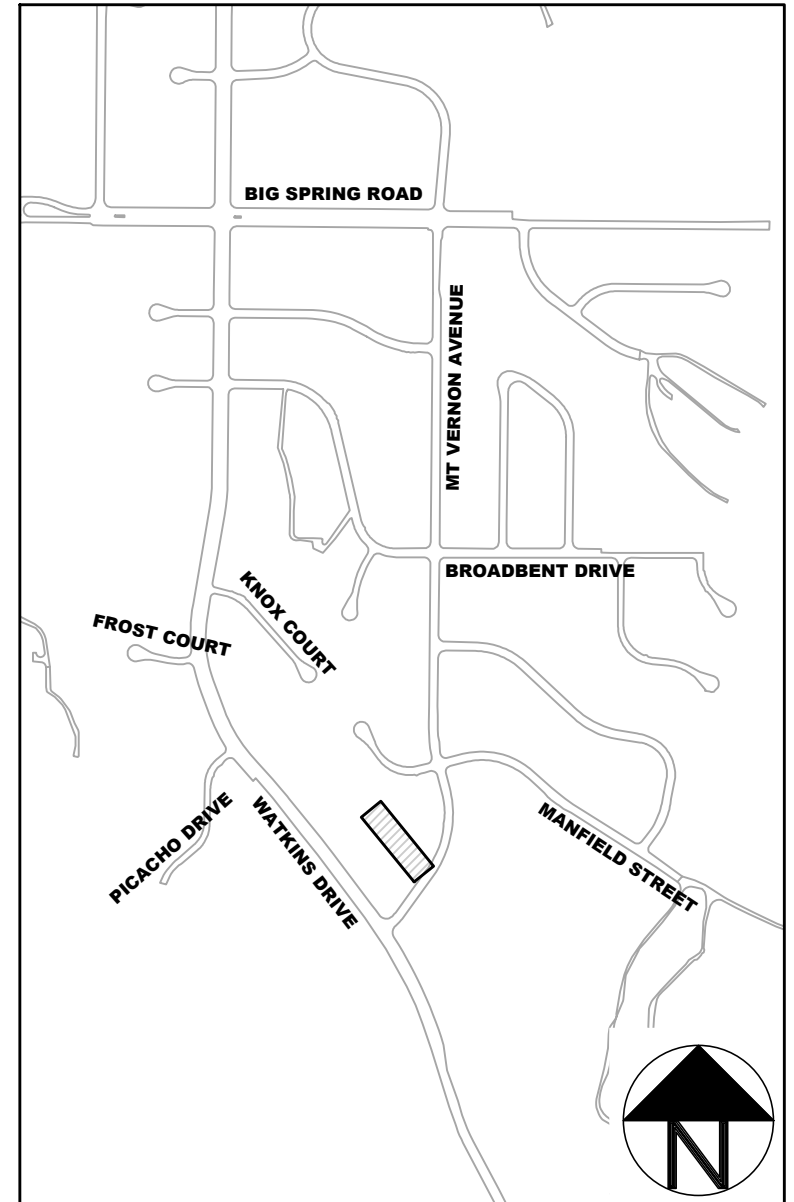 BIG SPRING ROAD
MT VERNON AVENUE
BROADBENT DRIVE
KNOX COURT
FROST COURT
PICACHO DRIVE
WATKINS DRIVE
MANFIELD STREET
N